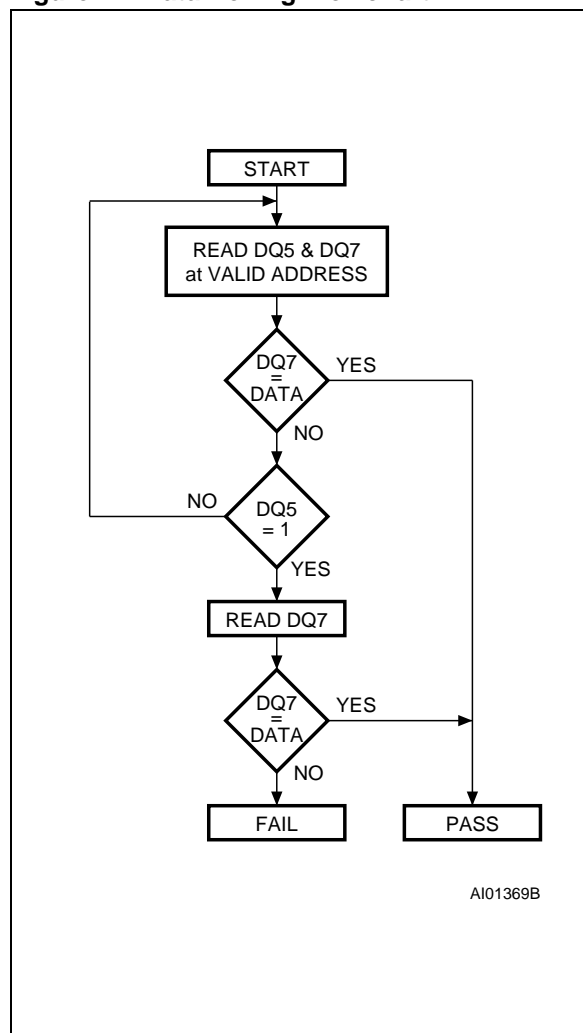 START
READ DQ5 & DQ7
at VALID ADDRESS
DQ7
=
DATA
YES
NO
DQ5
= 1
NO
YES
READ DQ7
DQ7
=
DATA
YES
NO
FAIL
PASS
AI01369B